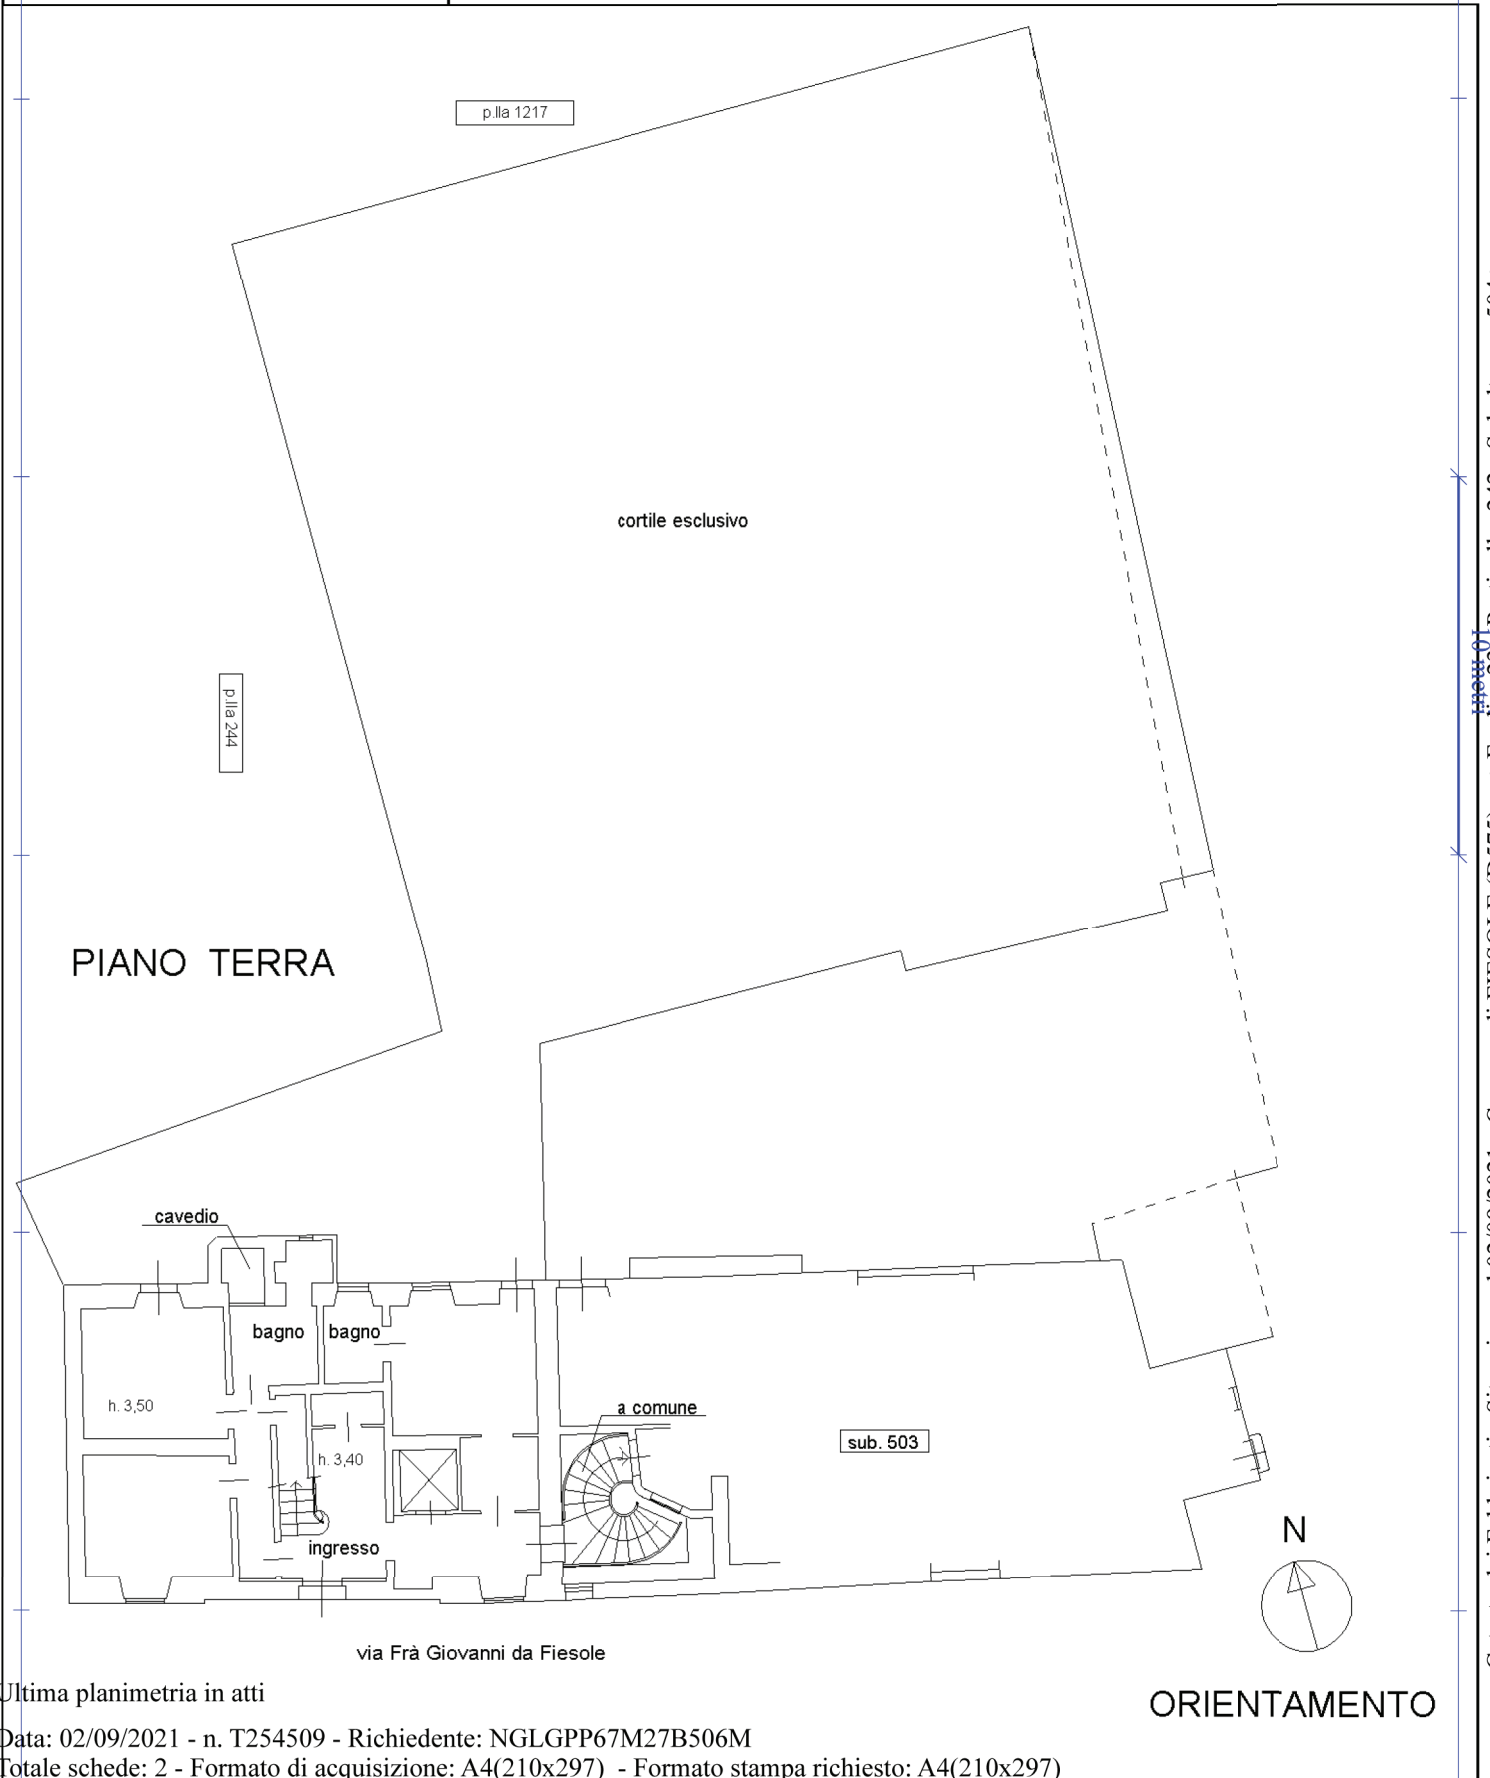 p.lla 1217
cortile esclusivo
10 metri
p.lla 244
PIANO TERRA
cavedio
bagno
bagno
h. 3,50
a comune
sub. 503
h. 3,40
ingresso
N
via Frà Giovanni da Fiesole
ORIENTAMENTO
Ultima planimetria in atti
Data: 02/09/2021 - n. T254509 - Richiedente: NGLGPP67M27B506M
Totale schede: 2 - Formato di acquisizione: A4(210x297) - Formato stampa richiesto: A4(210x297)